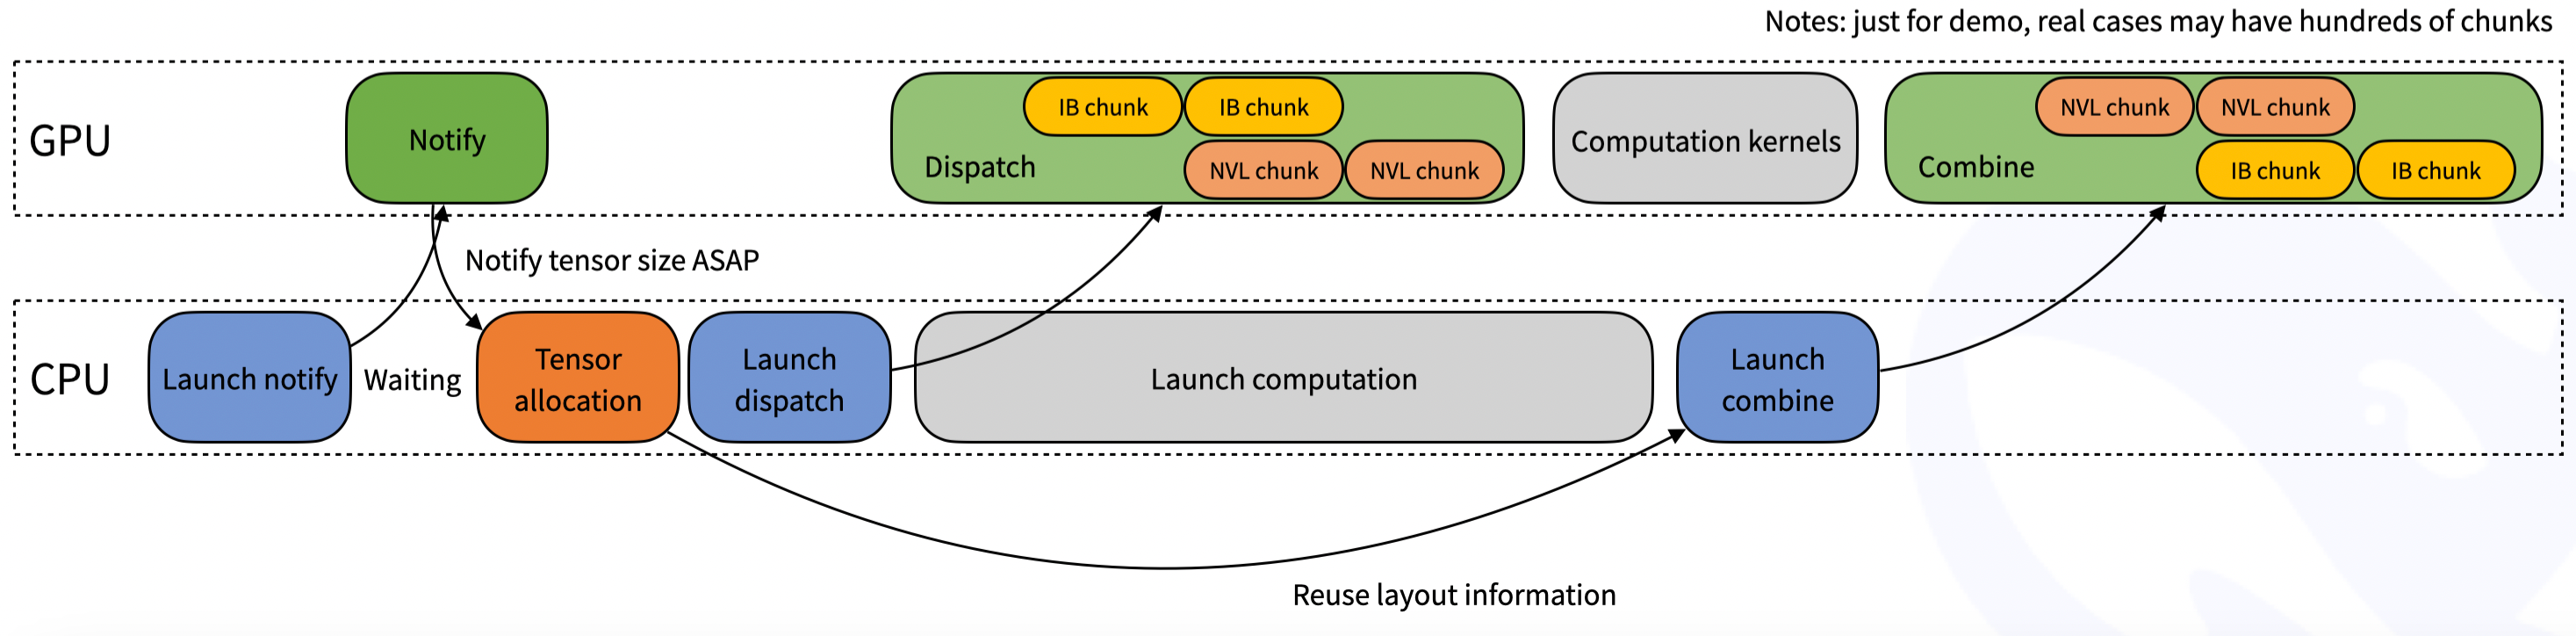 Notes: just for demo, real cases may have hundreds of chunks
GPU
Notify
Dispatch
IB chunk
IB chunk
NVL chunk
NVL chunk
Computation kernels
Combine
NVL chunk
NVL chunk
IB chunk
IB chunk
Notify tensor size ASAP
CPU
Launch notify
Waiting
Tensor
allocation
Launch
dispatch
Launch computation
Launch
combine
Reuse layout information